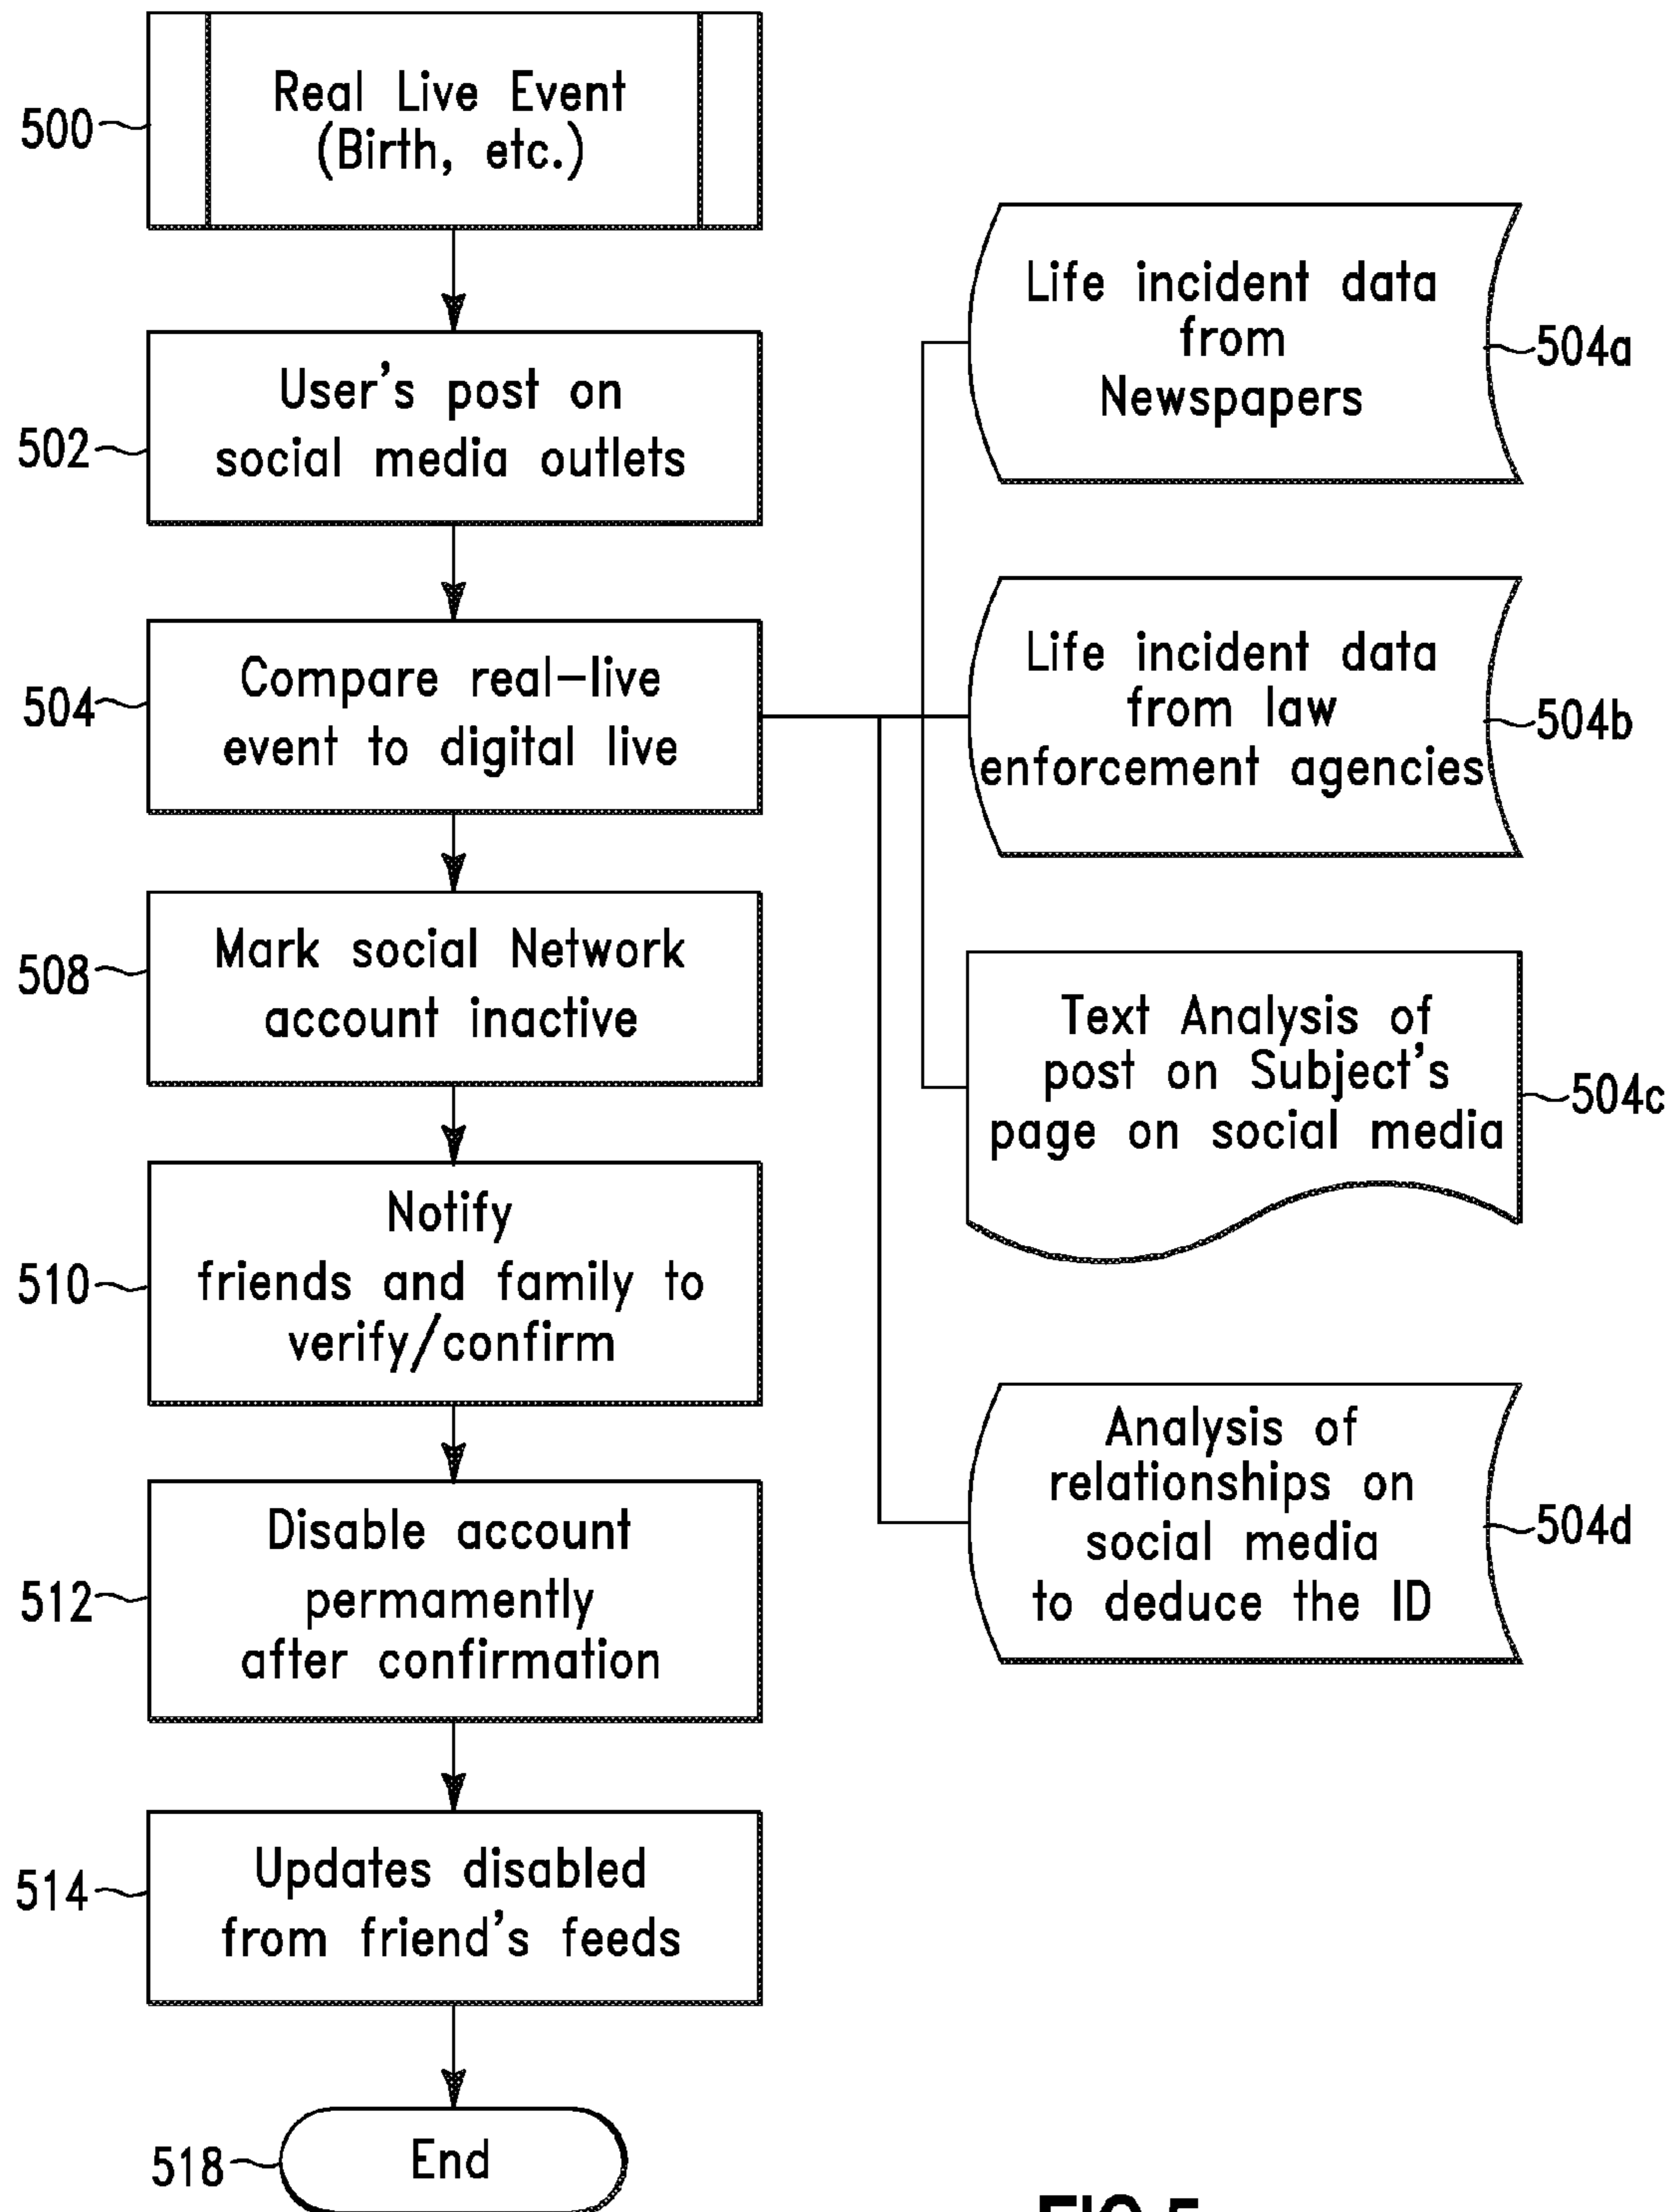 500
Real Live Event
(Birth, etc.)
502
User's post on
social media outlets
504
Compare real-live
event to digital live
508
Mark social Network
account inactive
510
Notify
friends and family to
verify/confirm
512
Disable account
permamently
after confirmation
514
Updates disabled
from friend's feeds
518
End
Life incident data
from
Newspapers
504a
Life incident data
from law
enforcement agencies
504b
Text Analysis of
post on Subject's
page on social media
504c
Analysis of
relationships on
social media
to deduce the ID
504d
FIG.5